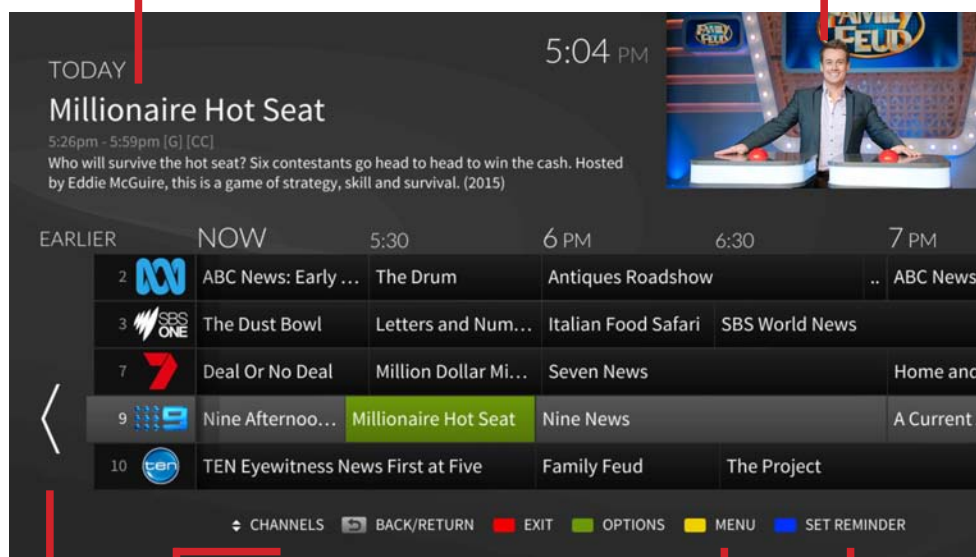 5:04 PM
FAMILY FEUD
FAMILY FEUD
TODAY
Millionaire Hot Seat
5:26pm - 5:59pm [G] [CC]
Who will survive the hot seat? Six contestants go head to head to win the cash. Hosted
by Eddie McGuire, this is a game of strategy, skill and survival. (2015)
EARLIER NOW 5:30 6 PM 6:30 7 PM
2 ABC News: Early ... The Drum Antiques Roadshow .. ABC News
3 SBS ONE The Dust Bowl Letters and Num... Italian Food Safari SBS World News
7 7 Deal Or No Deal Million Dollar Mi... Seven News Home and
9 9 Nine Afternoo... Millionaire Hot Seat Nine News A Current
10 ten TEN Eyewitness News First at Five Family Feud The Project
CHANNELS BACK/RETURN EXIT OPTIONS MENU SET REMINDER